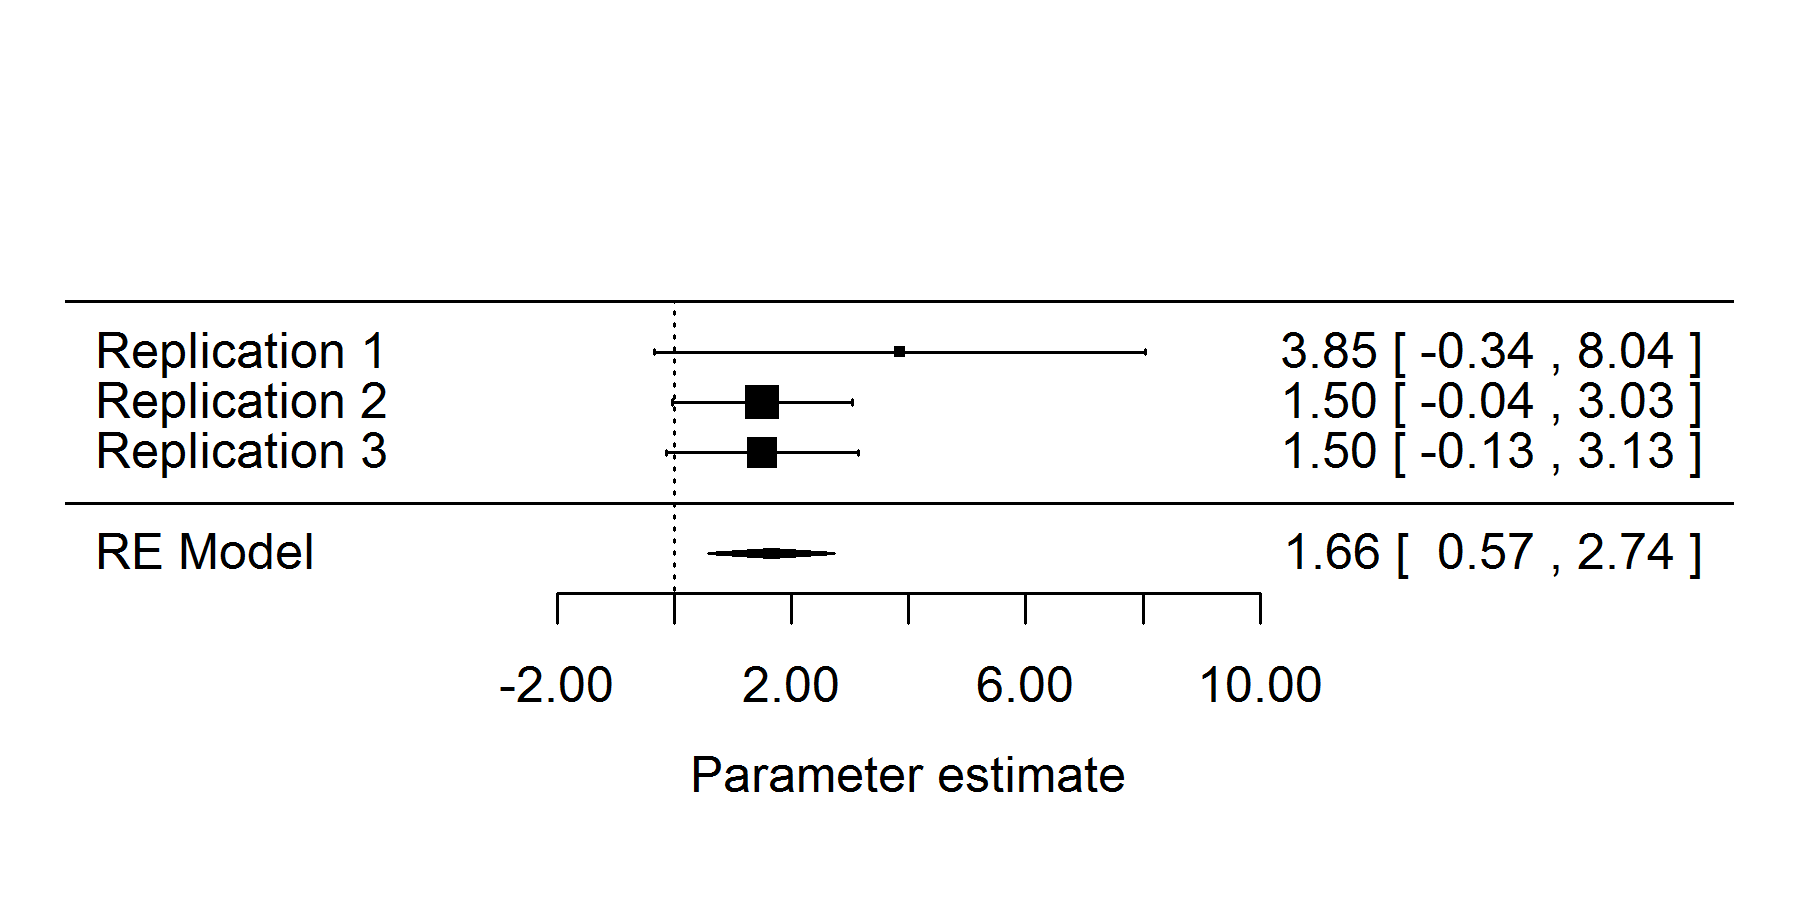 Replication 1 3.85 [ -0.34 , 8.04 ]
Replication 2 1.50 [ -0.04 , 3.03 ]
Replication 3 1.50 [ -0.13 , 3.13 ]
RE Model 1.66 [ 0.57 , 2.74 ]
-2.00 2.00 6.00 10.00
Parameter estimate